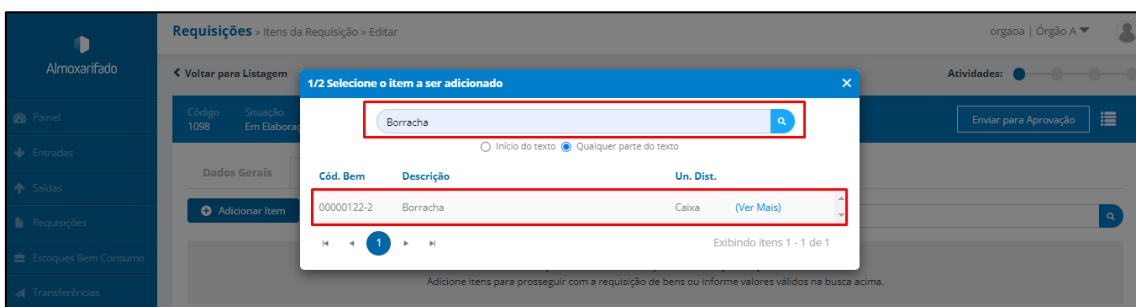 Requisições » Itens da Requisição » Editar
orgaoa | Órgão A
Almoxarifado
Voltar para Listagem
Atividades:
1/2 Selecione o item a ser adicionado
Painel
Entradas
Saídas
Requisições
Estoques Bem Consumo
Transferências
Código
1098
Situação
Em Elabora
Enviar para Aprovação
Dados Gerais
Adicionar Item
Borracha
Início do texto
Qualquer parte do texto
Cód. Bem Descrição Un. Dist.
00000122-2 Borracha Caixa (Ver Mais)
1
Exibindo itens 1 - 1 de 1
Adicione itens para prosseguir com a requisição de bens ou informe valores válidos na busca acima.